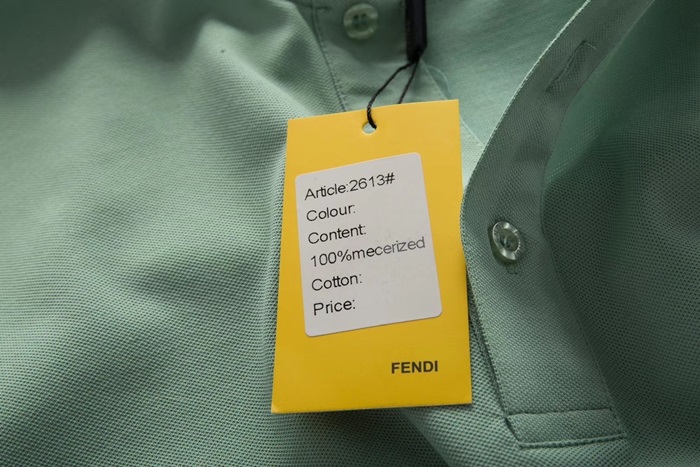 Article:2613#
Colour:
Content:
100%mecerized
Cotton:
Price:
FENDI